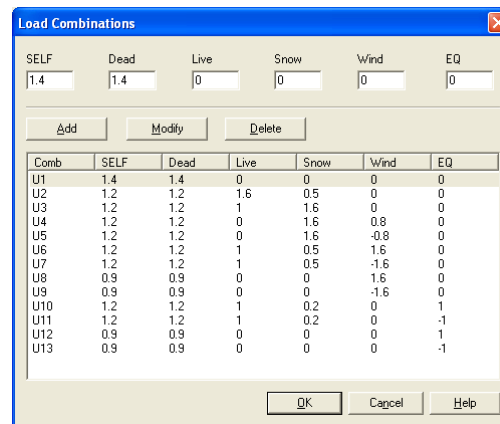 Load Combinations
SELF Dead Live Snow Wind EQ
1.4 1.4 0 0 0 0
Add Modify Delete
Comb SELF Dead Live Snow Wind EQ
U1 1.4 1.4 0 0 0 0
U2 1.2 1.2 1.6 0.5 0 0
U3 1.2 1.2 1 1.6 0 0
U4 1.2 1.2 0 1.6 0.8 0
U5 1.2 1.2 0 1.6 -0.8 0
U6 1.2 1.2 1 0.5 1.6 0
U7 1.2 1.2 1 0.5 -1.6 0
U8 0.9 0.9 0 0 1.6 0
U9 0.9 0.9 0 0 -1.6 0
U10 1.2 1.2 1 0.2 0 1
U11 1.2 1.2 1 0.2 0 -1
U12 0.9 0.9 0 0 0 1
U13 0.9 0.9 0 0 0 -1
OK Cancel Help